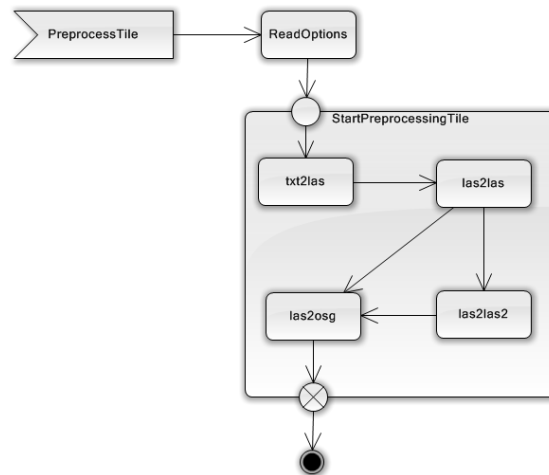 PreprocessTile
ReadOptions
StartPreprocessingTile
txt2las
las2las
las2osg
las2las2